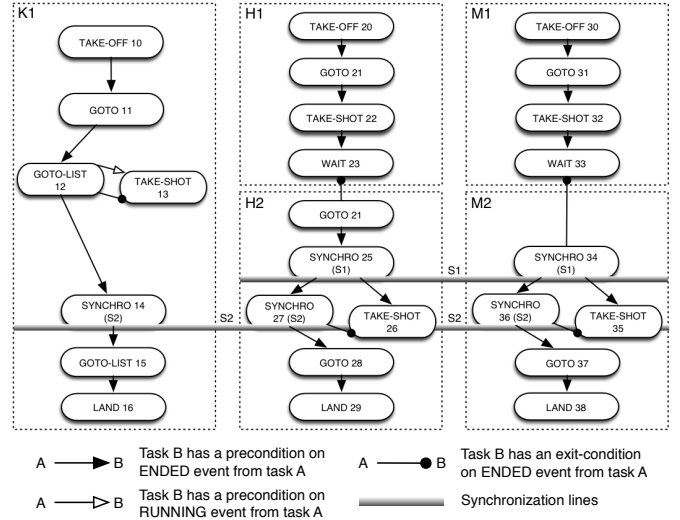 K1
TAKE-OFF 10
GOTO 11
GOTO-LIST
12
TAKE-SHOT
13
SYNCHRO 14
(S2)
GOTO-LIST 15
LAND 16
H1
TAKE-OFF 20
GOTO 21
TAKE-SHOT 22
WAIT 23
H2
GOTO 21
SYNCHRO 25
(S1)
S2
SYNCHRO
27 (S2)
TAKE-SHOT
26
GOTO 28
LAND 29
M1
TAKE-OFF 30
GOTO 31
TAKE-SHOT 32
WAIT 33
M2
SYNCHRO 34
(S1)
S1
S2
SYNCHRO
36 (S2)
TAKE-SHOT
35
GOTO 37
LAND 38
A B Task B has a precondition on
ENDED event from task A
A B Task B has an exit-condition
on ENDED event from task A
A B Task B has a precondition on
RUNNING event from task A
Synchronization lines